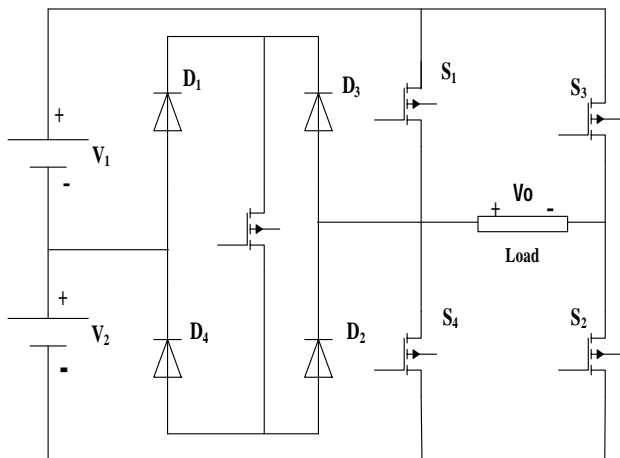 D1
D3
S1
S3
+
V1
-
Vo
+ -
Load
+
V2
-
D4
D2
S4
S2